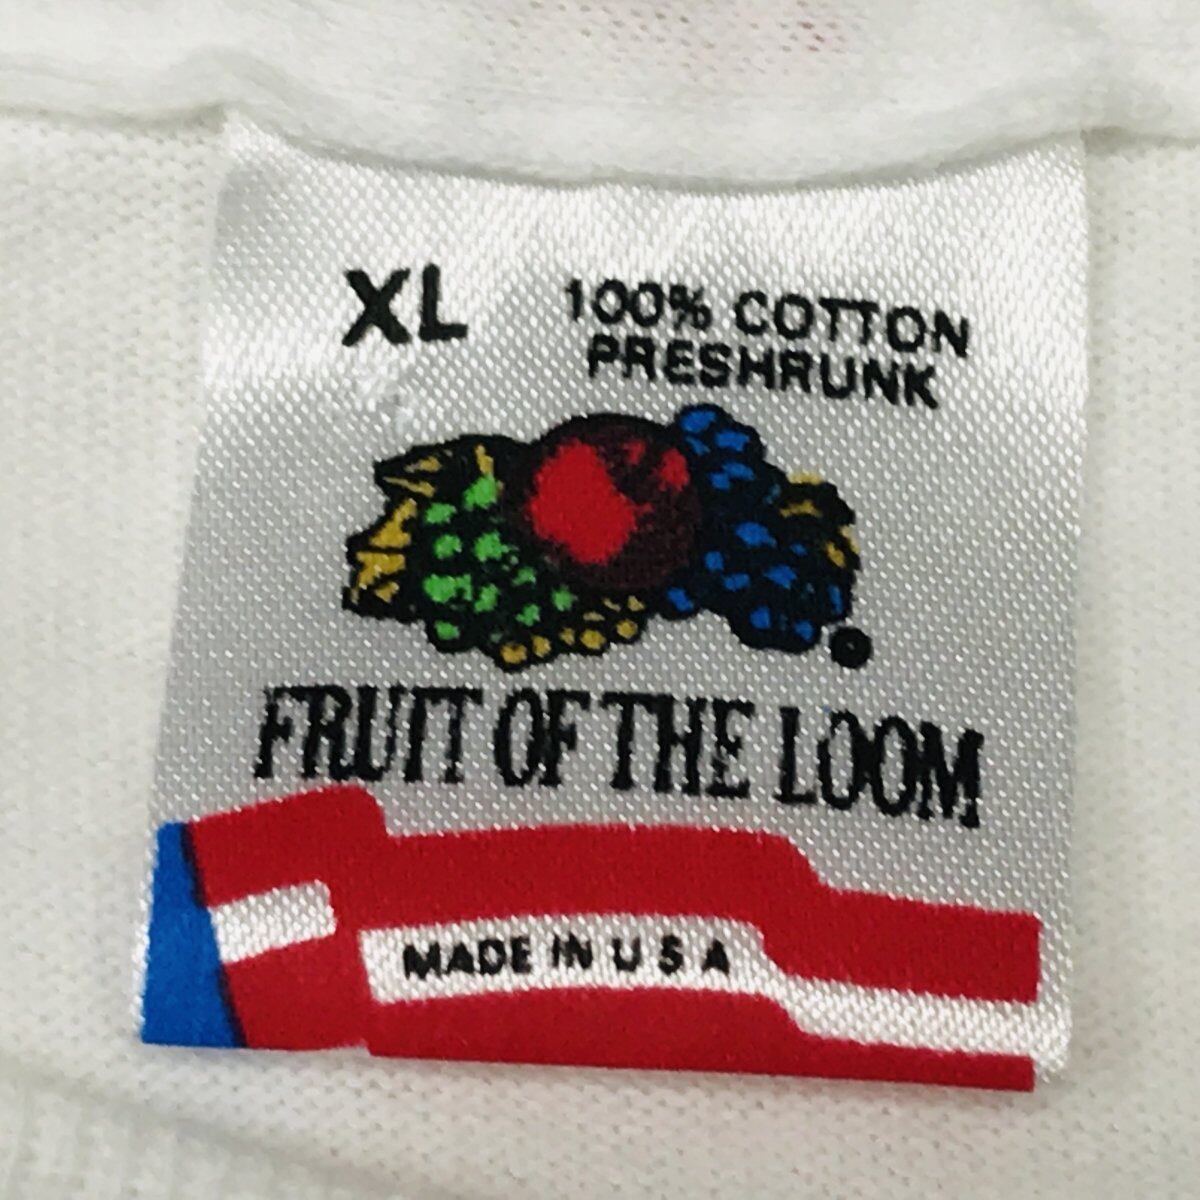 XL
100% COTTON
PRESHRUNK
FRUIT OF THE LOOM
MADE IN U S A